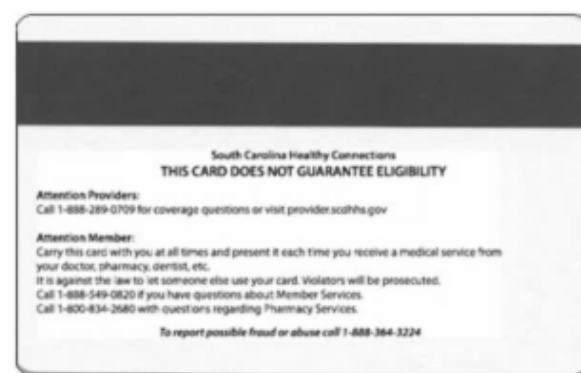 South Carolina Healthy Connections
THIS CARD DOES NOT GUARANTEE ELIGIBILITY
Attention Providers:
Call 1-888-289-0709 for coverage questions or visit provider.scdhhs.gov
Attention Member:
Carry this card with you at all times and present it each time you receive a medical service from
your doctor, pharmacy, dentist, etc.
It is against the law to let someone else use your card. Violators will be prosecuted.
Call 1-888-549-0820 if you have questions about Member Services.
Call 1-800-834-2680 with questions regarding Pharmacy Services.
To report possible fraud or abuse call 1-888-364-3224